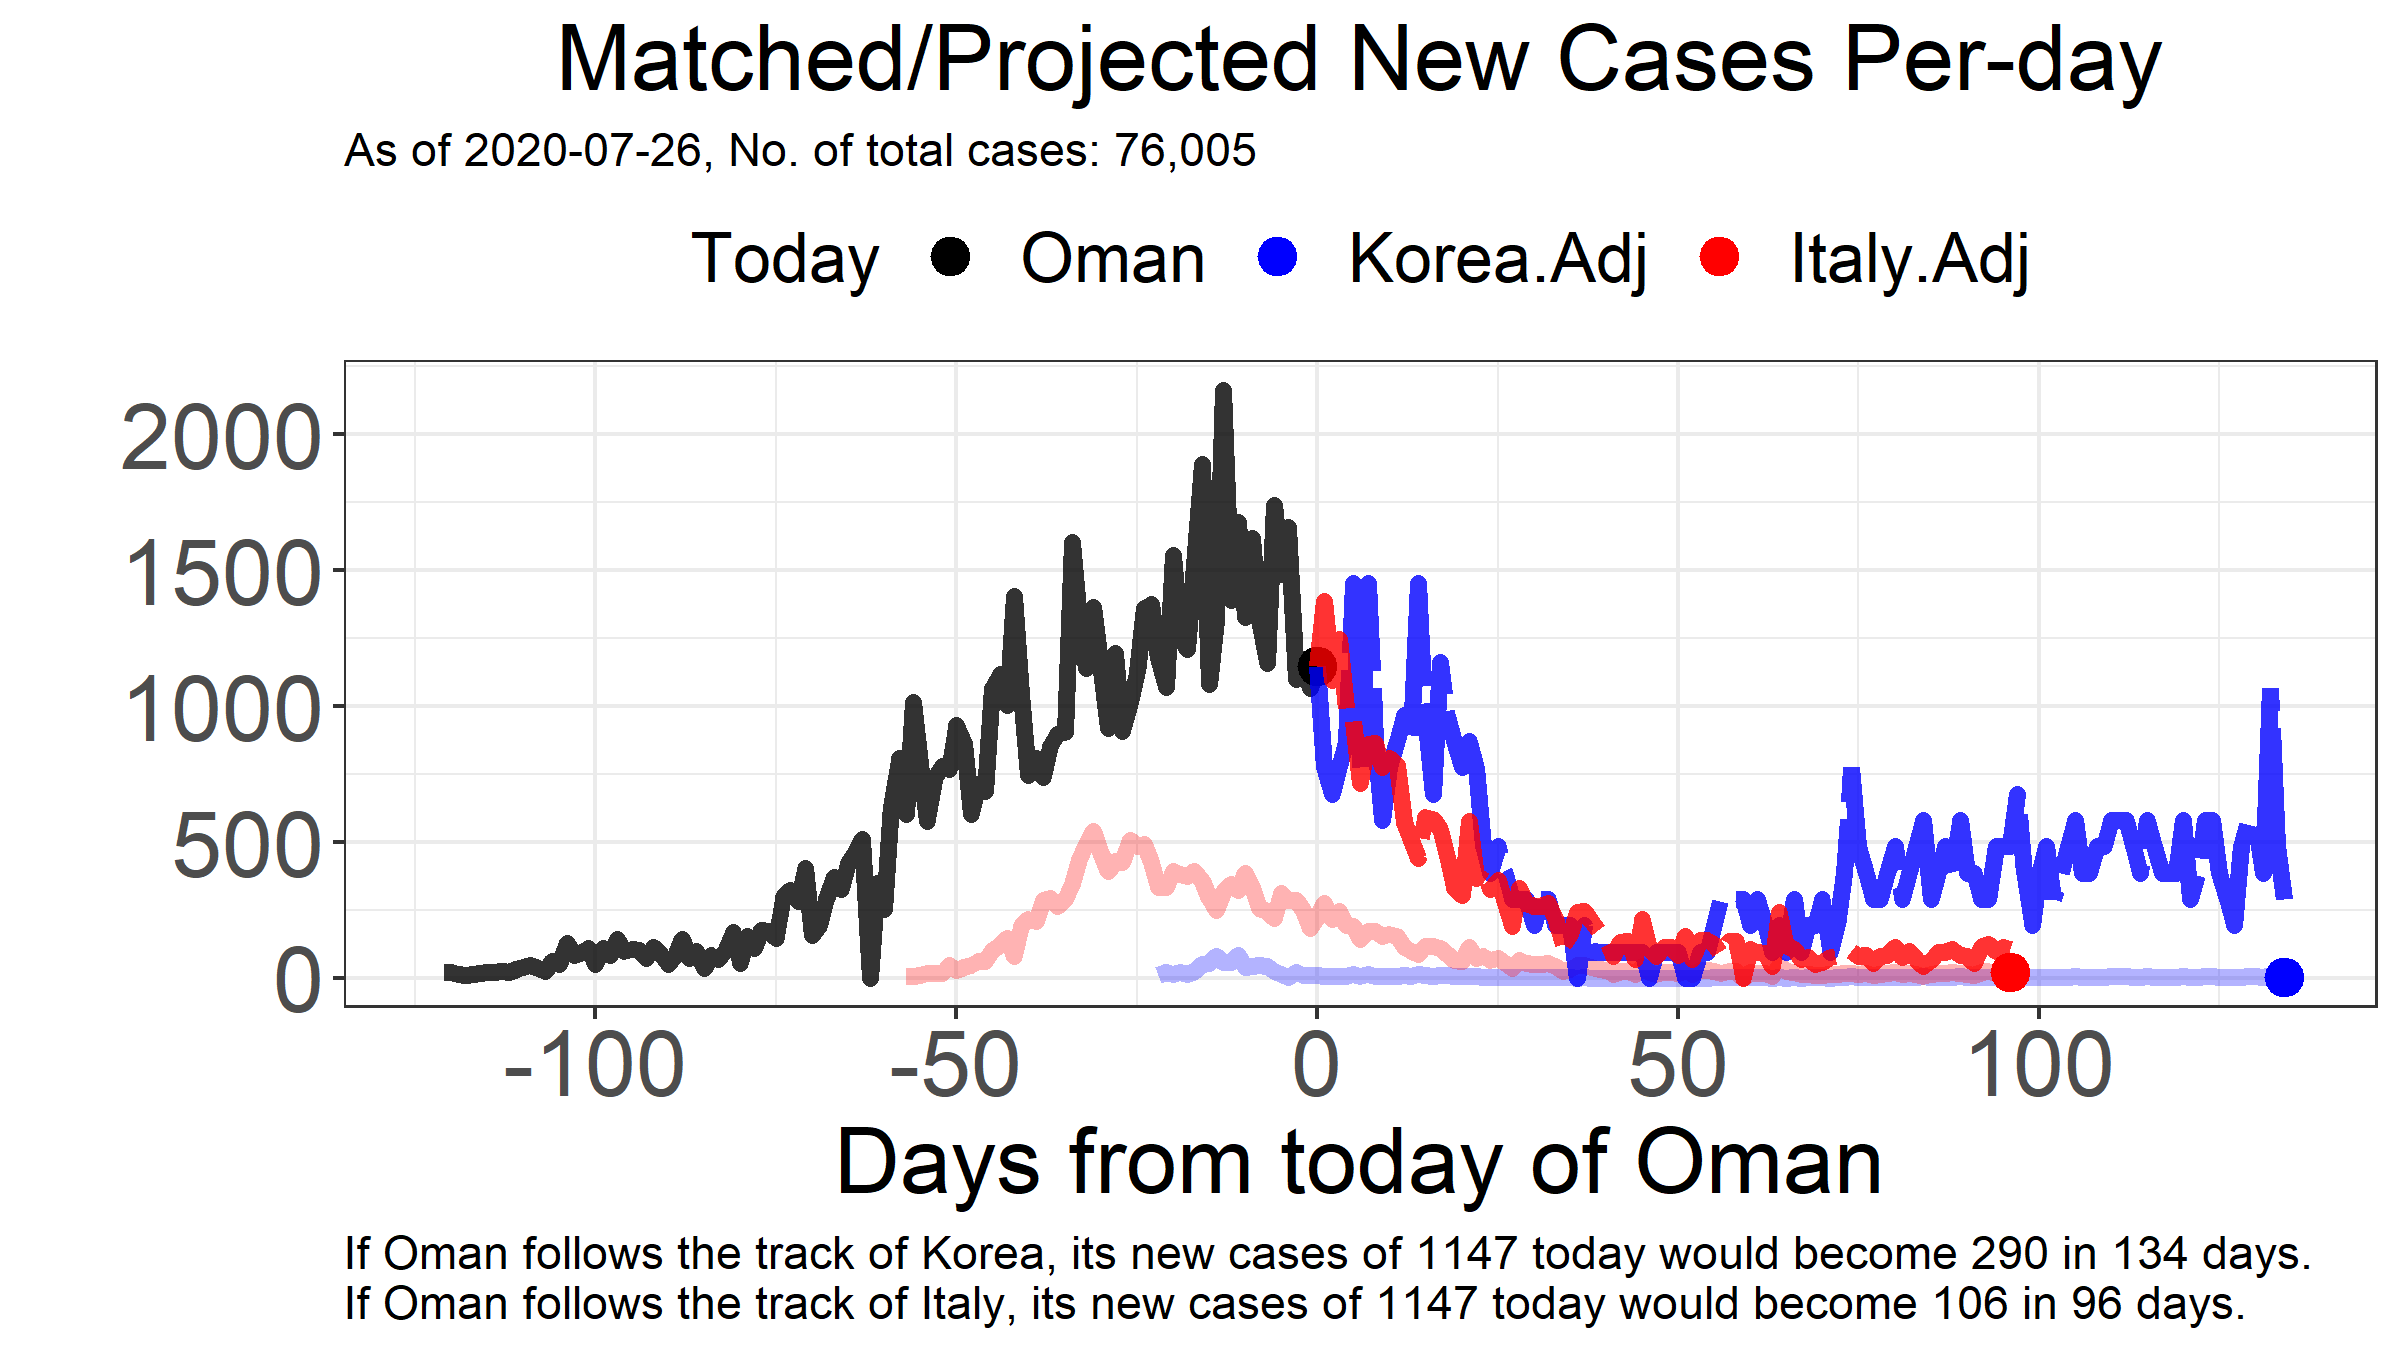 Matched/Projected New Cases Per-day
As of 2020-07-26, No. of total cases: 76,005
Today Oman Korea.Adj Italy.Adj
2000
1500
1000
500
0
-100 -50 0 50 100
Days from today of Oman
If Oman follows the track of Korea, its new cases of 1147 today would become 290 in 134 days.
If Oman follows the track of Italy, its new cases of 1147 today would become 106 in 96 days.